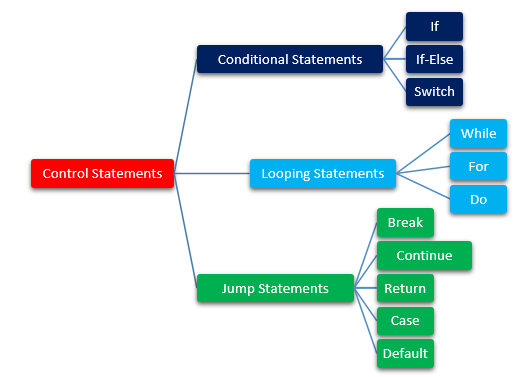 Control Statements
Conditional Statements
If
If-Else
Switch
Looping Statements
While
For
Do
Jump Statements
Break
Continue
Return
Case
Default